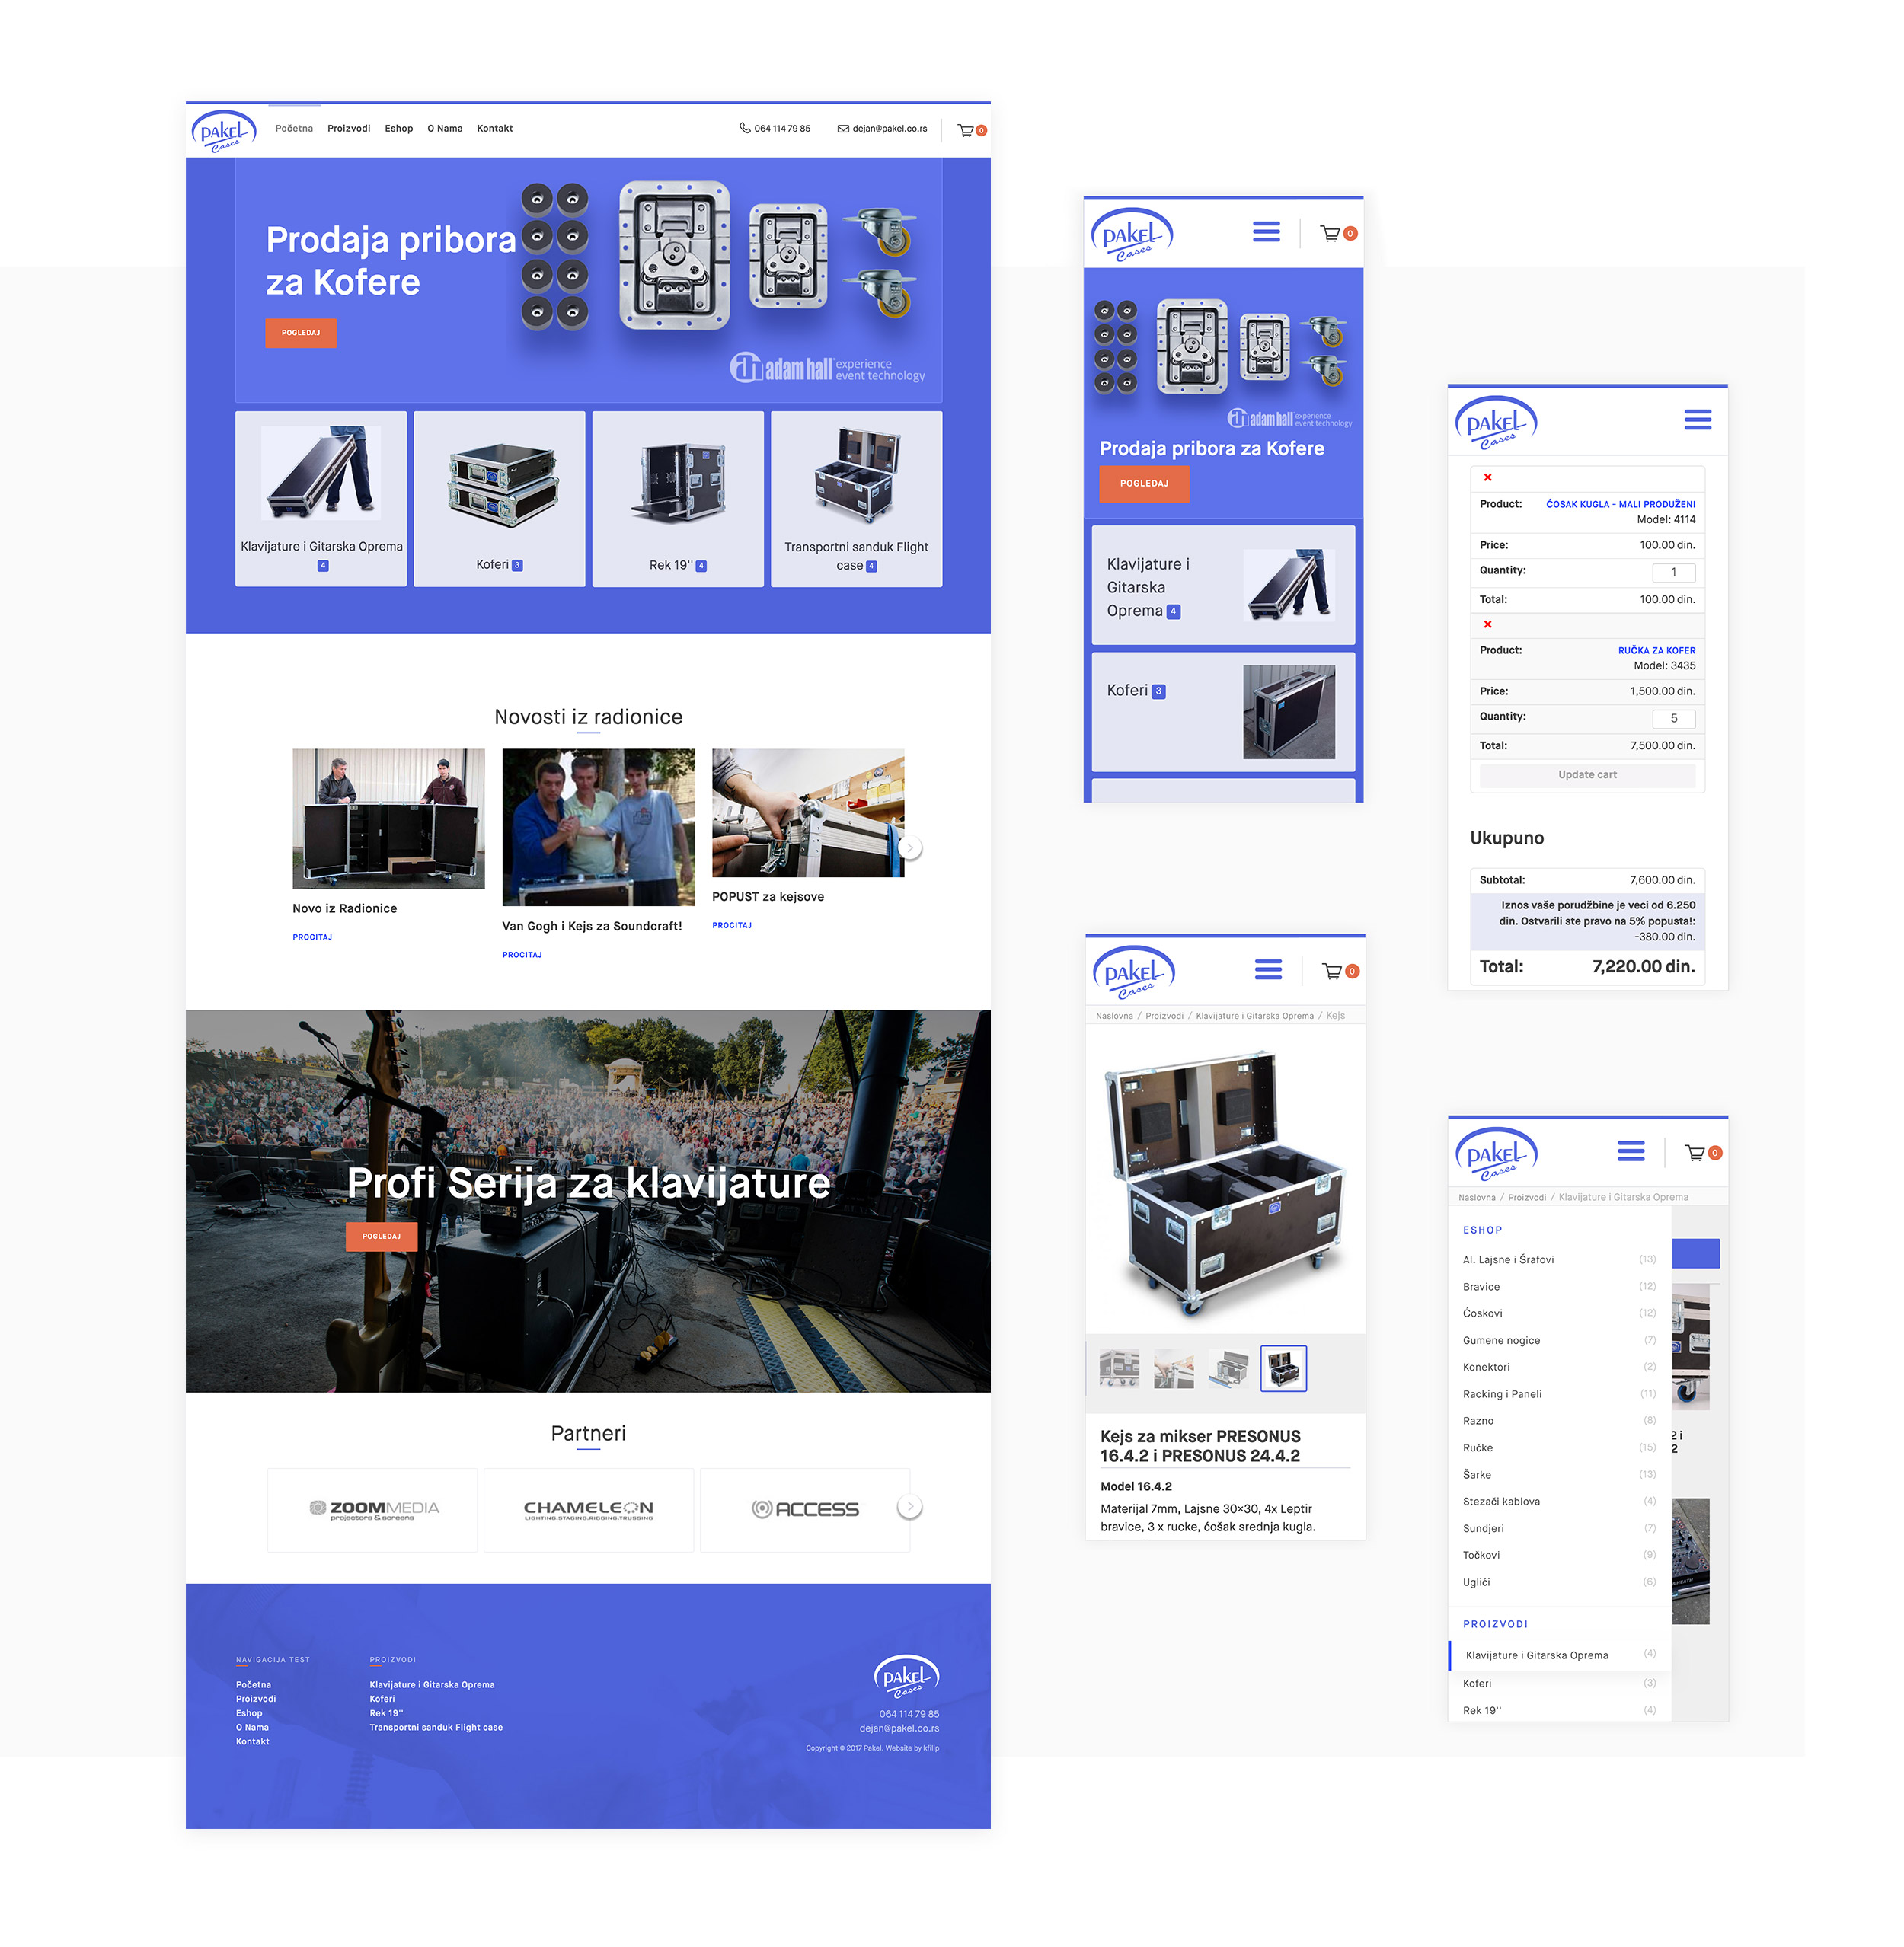 PAKEL
Cases
Početna Proizvodi Eshop O Nama Kontakt
064 114 79 85
dejan@pakel.co.rs
0
Prodaja pribora
za Kofere
POGLEDAJ
adam hall experience
event technology
Klavijature i Gitarska Oprema
4
Koferi 3
Rek 19'' 4
Transportni sanduk Flight
case 4
Novosti iz radionice
Novo iz Radionice
PROCITAJ
Van Gogh i Kejs za Soundcraft!
PROCITAJ
POPUST za kejsove
PROCITAJ
Profi Serija za klavijature
POGLEDAJ
Partneri
ZOOMMEDIA
projectors & screens
CHAMELEON
LIGHTING.STAGING.RIGGING.TRUSSING
ACCESS
NAVIGACIJA TEST
Početna
Proizvodi
Eshop
O Nama
Kontakt
PROIZVODI
Klavijature i Gitarska Oprema
Koferi
Rek 19''
Transportni sanduk Flight case
PAKEL
Cases
064 114 79 85
dejan@pakel.co.rs
Copyright © 2017 Pakel. Website by kfilip
PAKEL
Cases
0
adam hall experience
event technology
Prodaja pribora za Kofere
POGLEDAJ
Klavijature i
Gitarska
Oprema 4
Koferi 3
PAKEL
Cases
0
Naslovna / Proizvodi / Klavijature i Gitarska Oprema / Kejs
Kejs za mikser PRESONUS
16.4.2 i PRESONUS 24.4.2
Model 16.4.2
Materijal 7mm, Lajsne 30×30, 4x Leptir
bravice, 3 x rucke, ćošak srednja kugla.
PAKEL
Cases
Product: ĆOSAK KUGLA - MALI PRODUŽENI
Model: 4114
Price: 100.00 din.
Quantity: 1
Total: 100.00 din.
Product: RUČKA ZA KOFER
Model: 3435
Price: 1,500.00 din.
Quantity: 5
Total: 7,500.00 din.
Update cart
Ukupuno
Subtotal: 7,600.00 din.
Iznos vaše porudžbine je veci od 6.250
din. Ostvarili ste pravo na 5% popusta!:
-380.00 din.
Total: 7,220.00 din.
PAKEL
Cases
0
Naslovna / Proizvodi / Klavijature i Gitarska Oprema
ESHOP
Al. Lajsne i Šrafovi (13)
Bravice (12)
Ćoskovi (12)
Gumene nogice (7)
Konektori (2)
Racking i Paneli (11)
Razno (8)
Ručke (15)
Šarke (13)
Stezači kablova (4)
Sundjeri (7)
Točkovi (9)
Uglići (6)
PROIZVODI
Klavijature i Gitarska Oprema (4)
Koferi (3)
Rek 19'' (4)
2 i
2